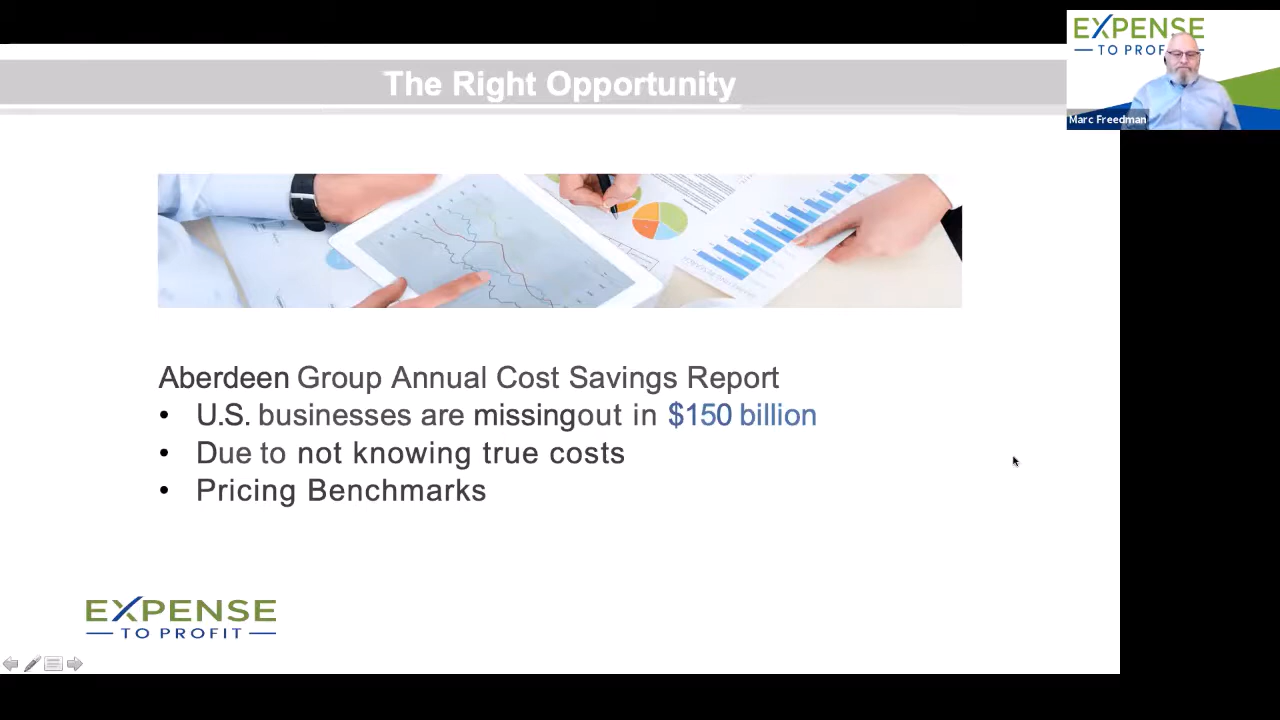 The Right Opportunity
EXPENSE
TO PROF
Marc Freedman
Aberdeen Group Annual Cost Savings Report
• U.S. businesses are missingout in $150 billion
• Due to not knowing true costs
• Pricing Benchmarks
EXPENSE
TO PROFIT